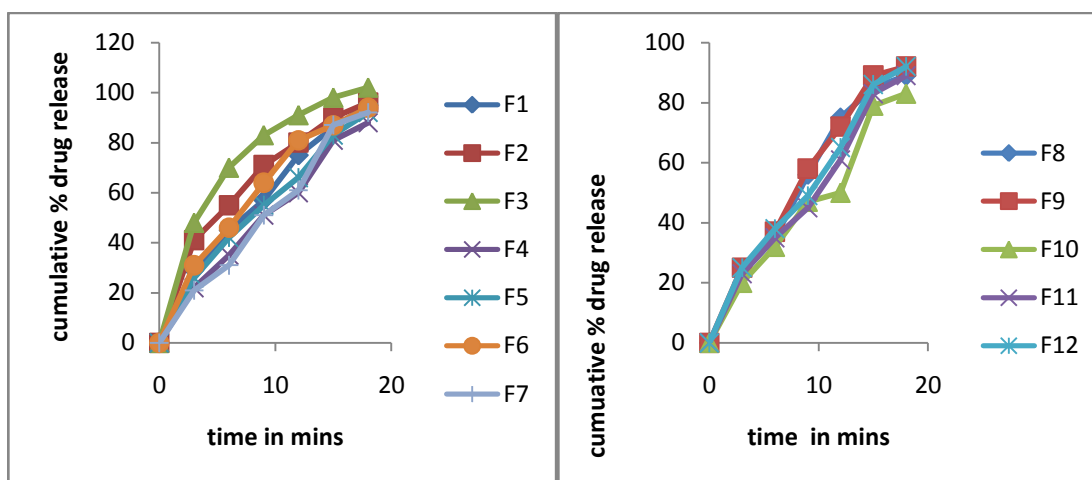 cumulative % drug release
120
100
80
60
40
20
0
0
10
20
time in mins
F1
F2
F3
F4
F5
F6
F7
cumuative % drug release
100
80
60
40
20
0
0
10
20
time in mins
F8
F9
F10
F11
F12